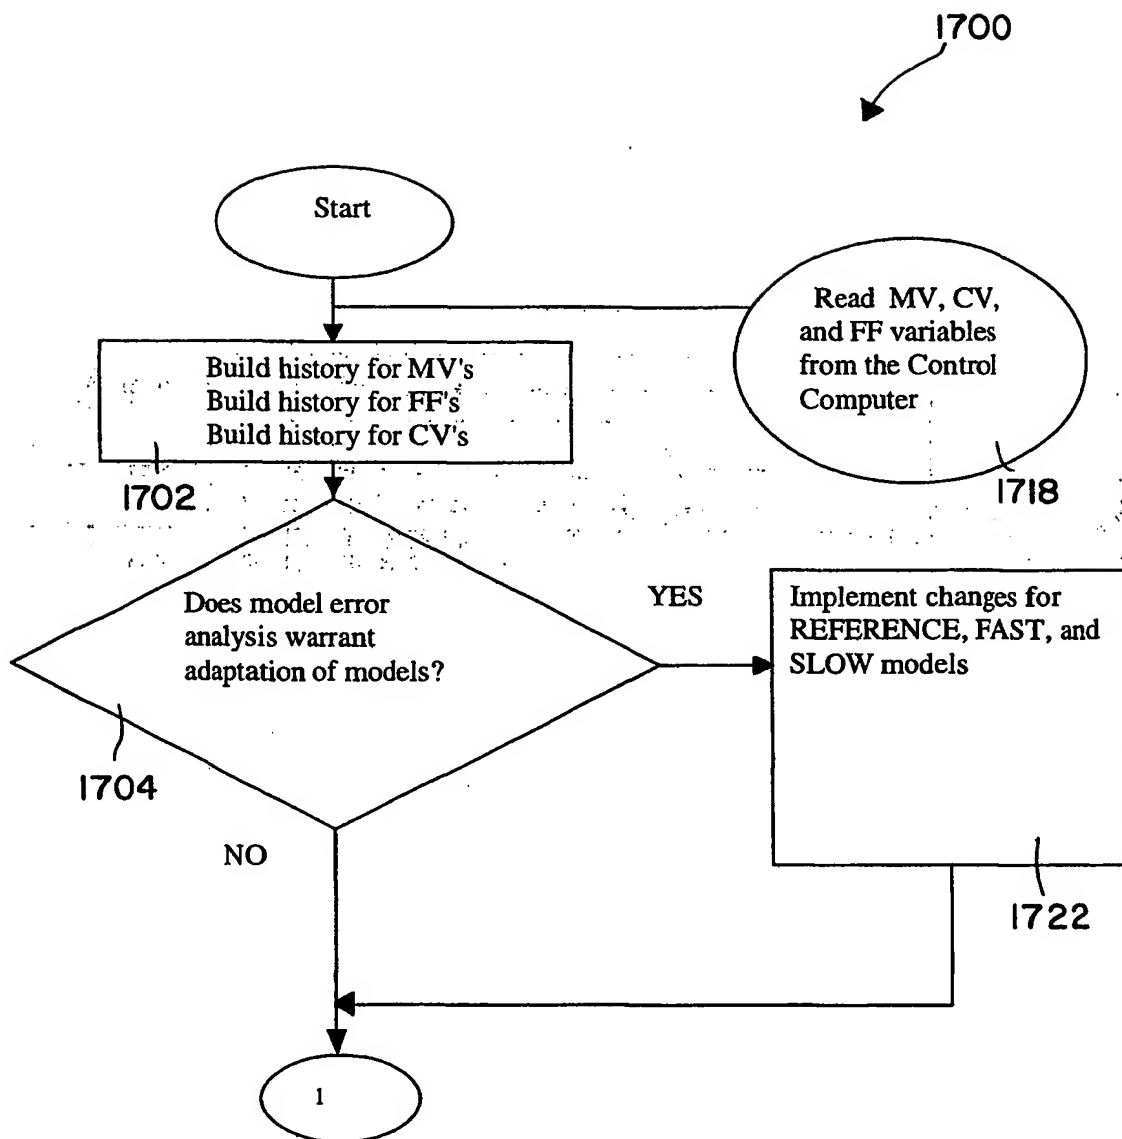 1700
Start
Read MV, CV,
and FF variables
from the Control
Computer
1718
Build history for MV's
Build history for FF's
Build history for CV's
1702
Does model error
analysis warrant
adaptation of models?
1704
YES
Implement changes for
REFERENCE, FAST, and
SLOW models
1722
NO
1